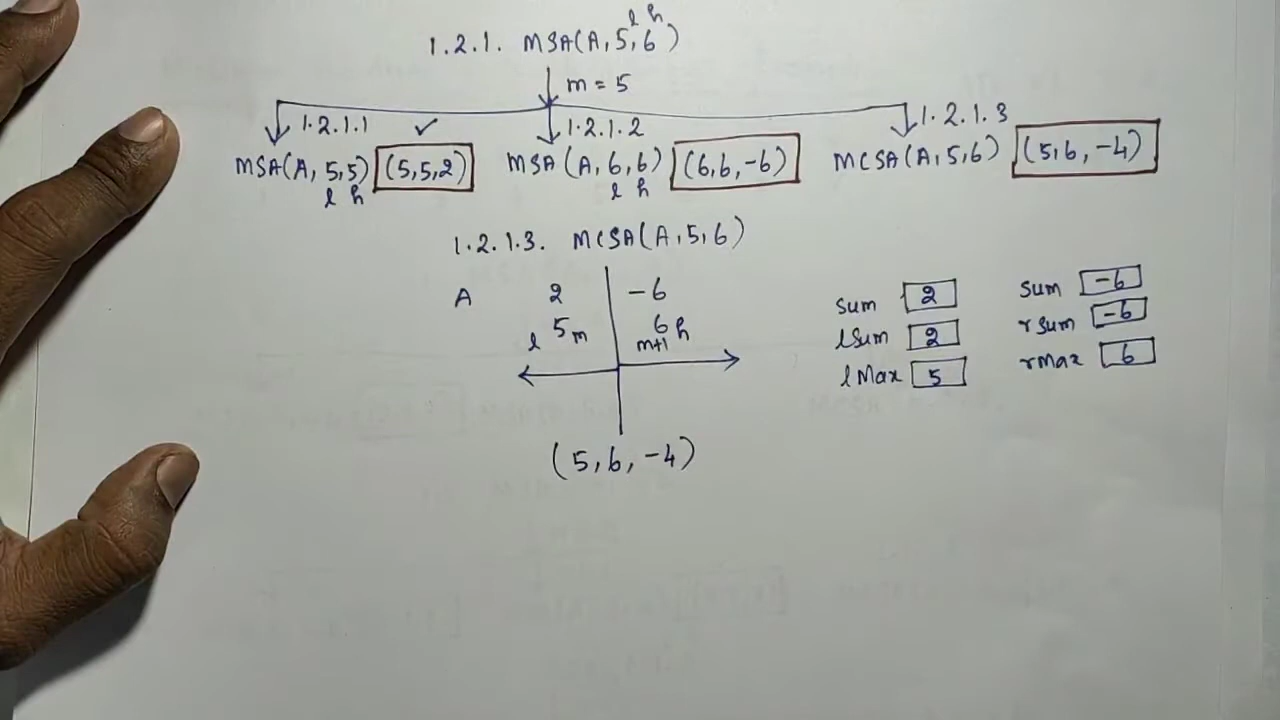 l h
1.2.1. MSA(A,5,6)
m = 5
1.2.1.1 ✓ 1.2.1.2 1.2.1.3
MSA(A,5,5) (5,5,2) MSA(A,6,6) (6,6,-6) MCSA(A,5,6) (5,6,-4)
l h l h
1.2.1.3. MCSA(A,5,6)
A 2 -6
l 5 m 6 h
m+1
Sum 2
lSum 2
lMax 5
Sum -6
rSum -6
rMax 6
(5,6,-4)